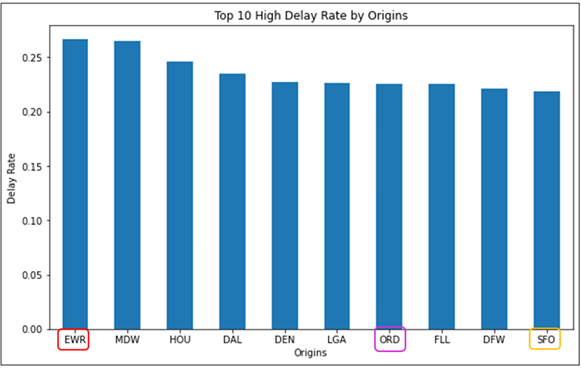 Top 10 High Delay Rate by Origins
Delay Rate
0.25
0.20
0.15
0.10
0.05
0.00
EWR MDW HOU DAL DEN LGA ORD FLL DFW SFO
Origins